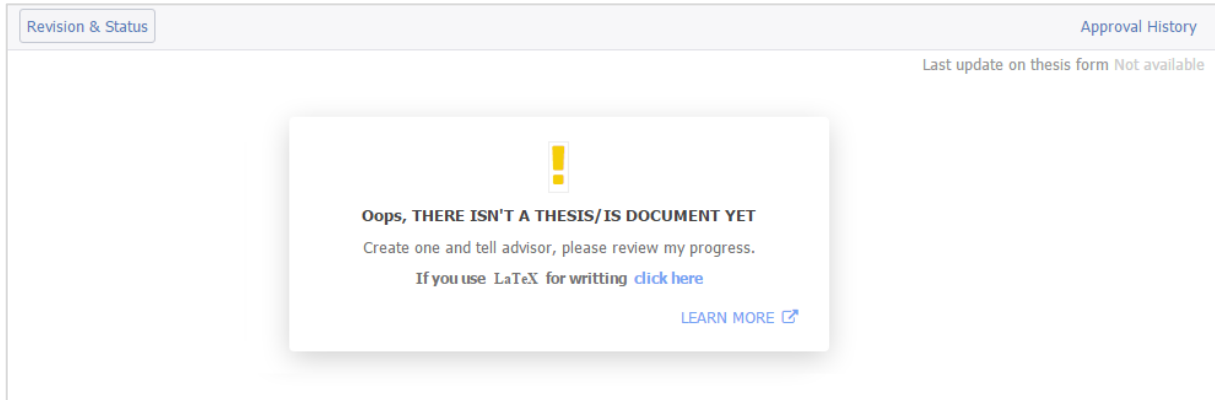 Revision & Status
Approval History
Last update on thesis form Not available
Oops, THERE ISN'T A THESIS/IS DOCUMENT YET
Create one and tell advisor, please review my progress.
If you use LaTeX for writting click here
LEARN MORE